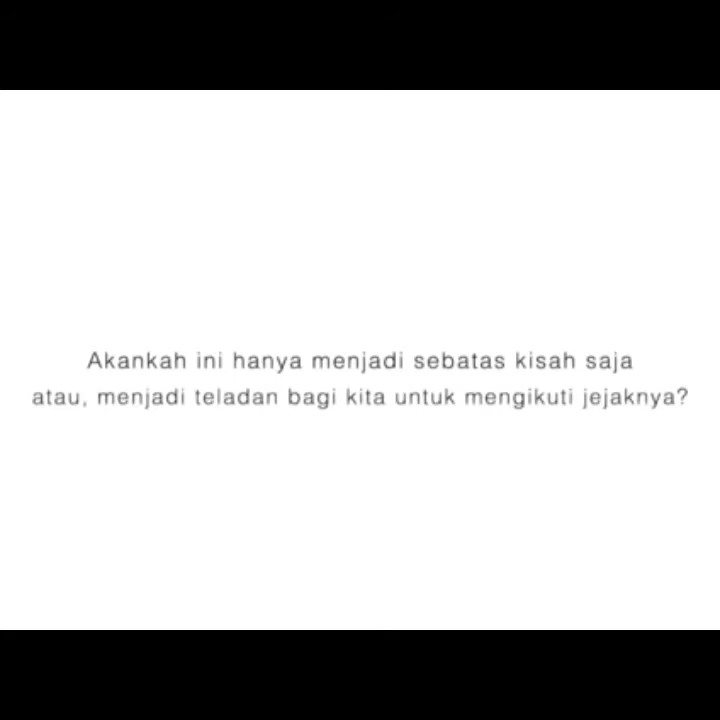 Akankah ini hanya menjadi sebatas kisah saja
atau, menjadi teladan bagi kita untuk mengikuti jejaknya?